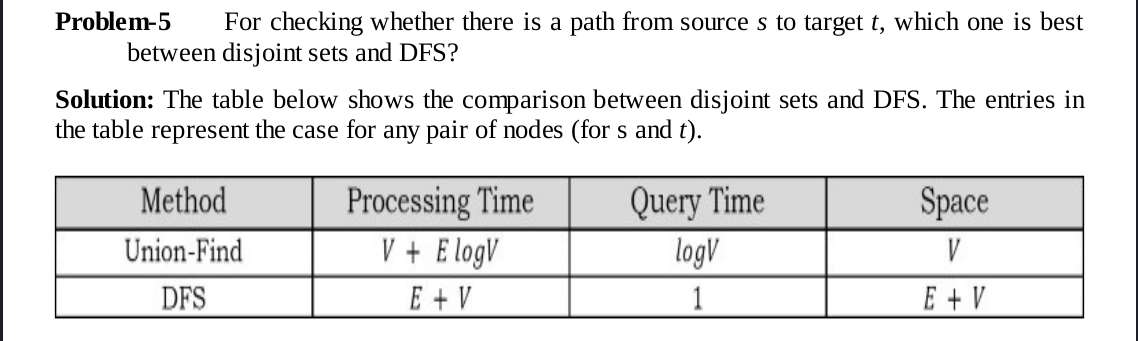 Problem-5 For checking whether there is a path from source s to target t, which one is best
between disjoint sets and DFS?
Solution: The table below shows the comparison between disjoint sets and DFS. The entries in
the table represent the case for any pair of nodes (for s and t).
Method Processing Time Query Time Space
Union-Find V + E logV logV V
DFS E + V 1 E + V